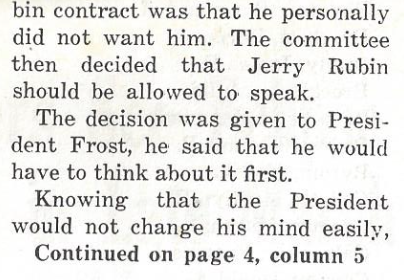 bin contract was that he personally
did not want him. The committee
then decided that Jerry Rubin
should be allowed to speak.
The decision was given to Presi-
dent Frost, he said that he would
have to think about it first.
Knowing that the President
would not change his mind easily,
Continued on page 4, column 5